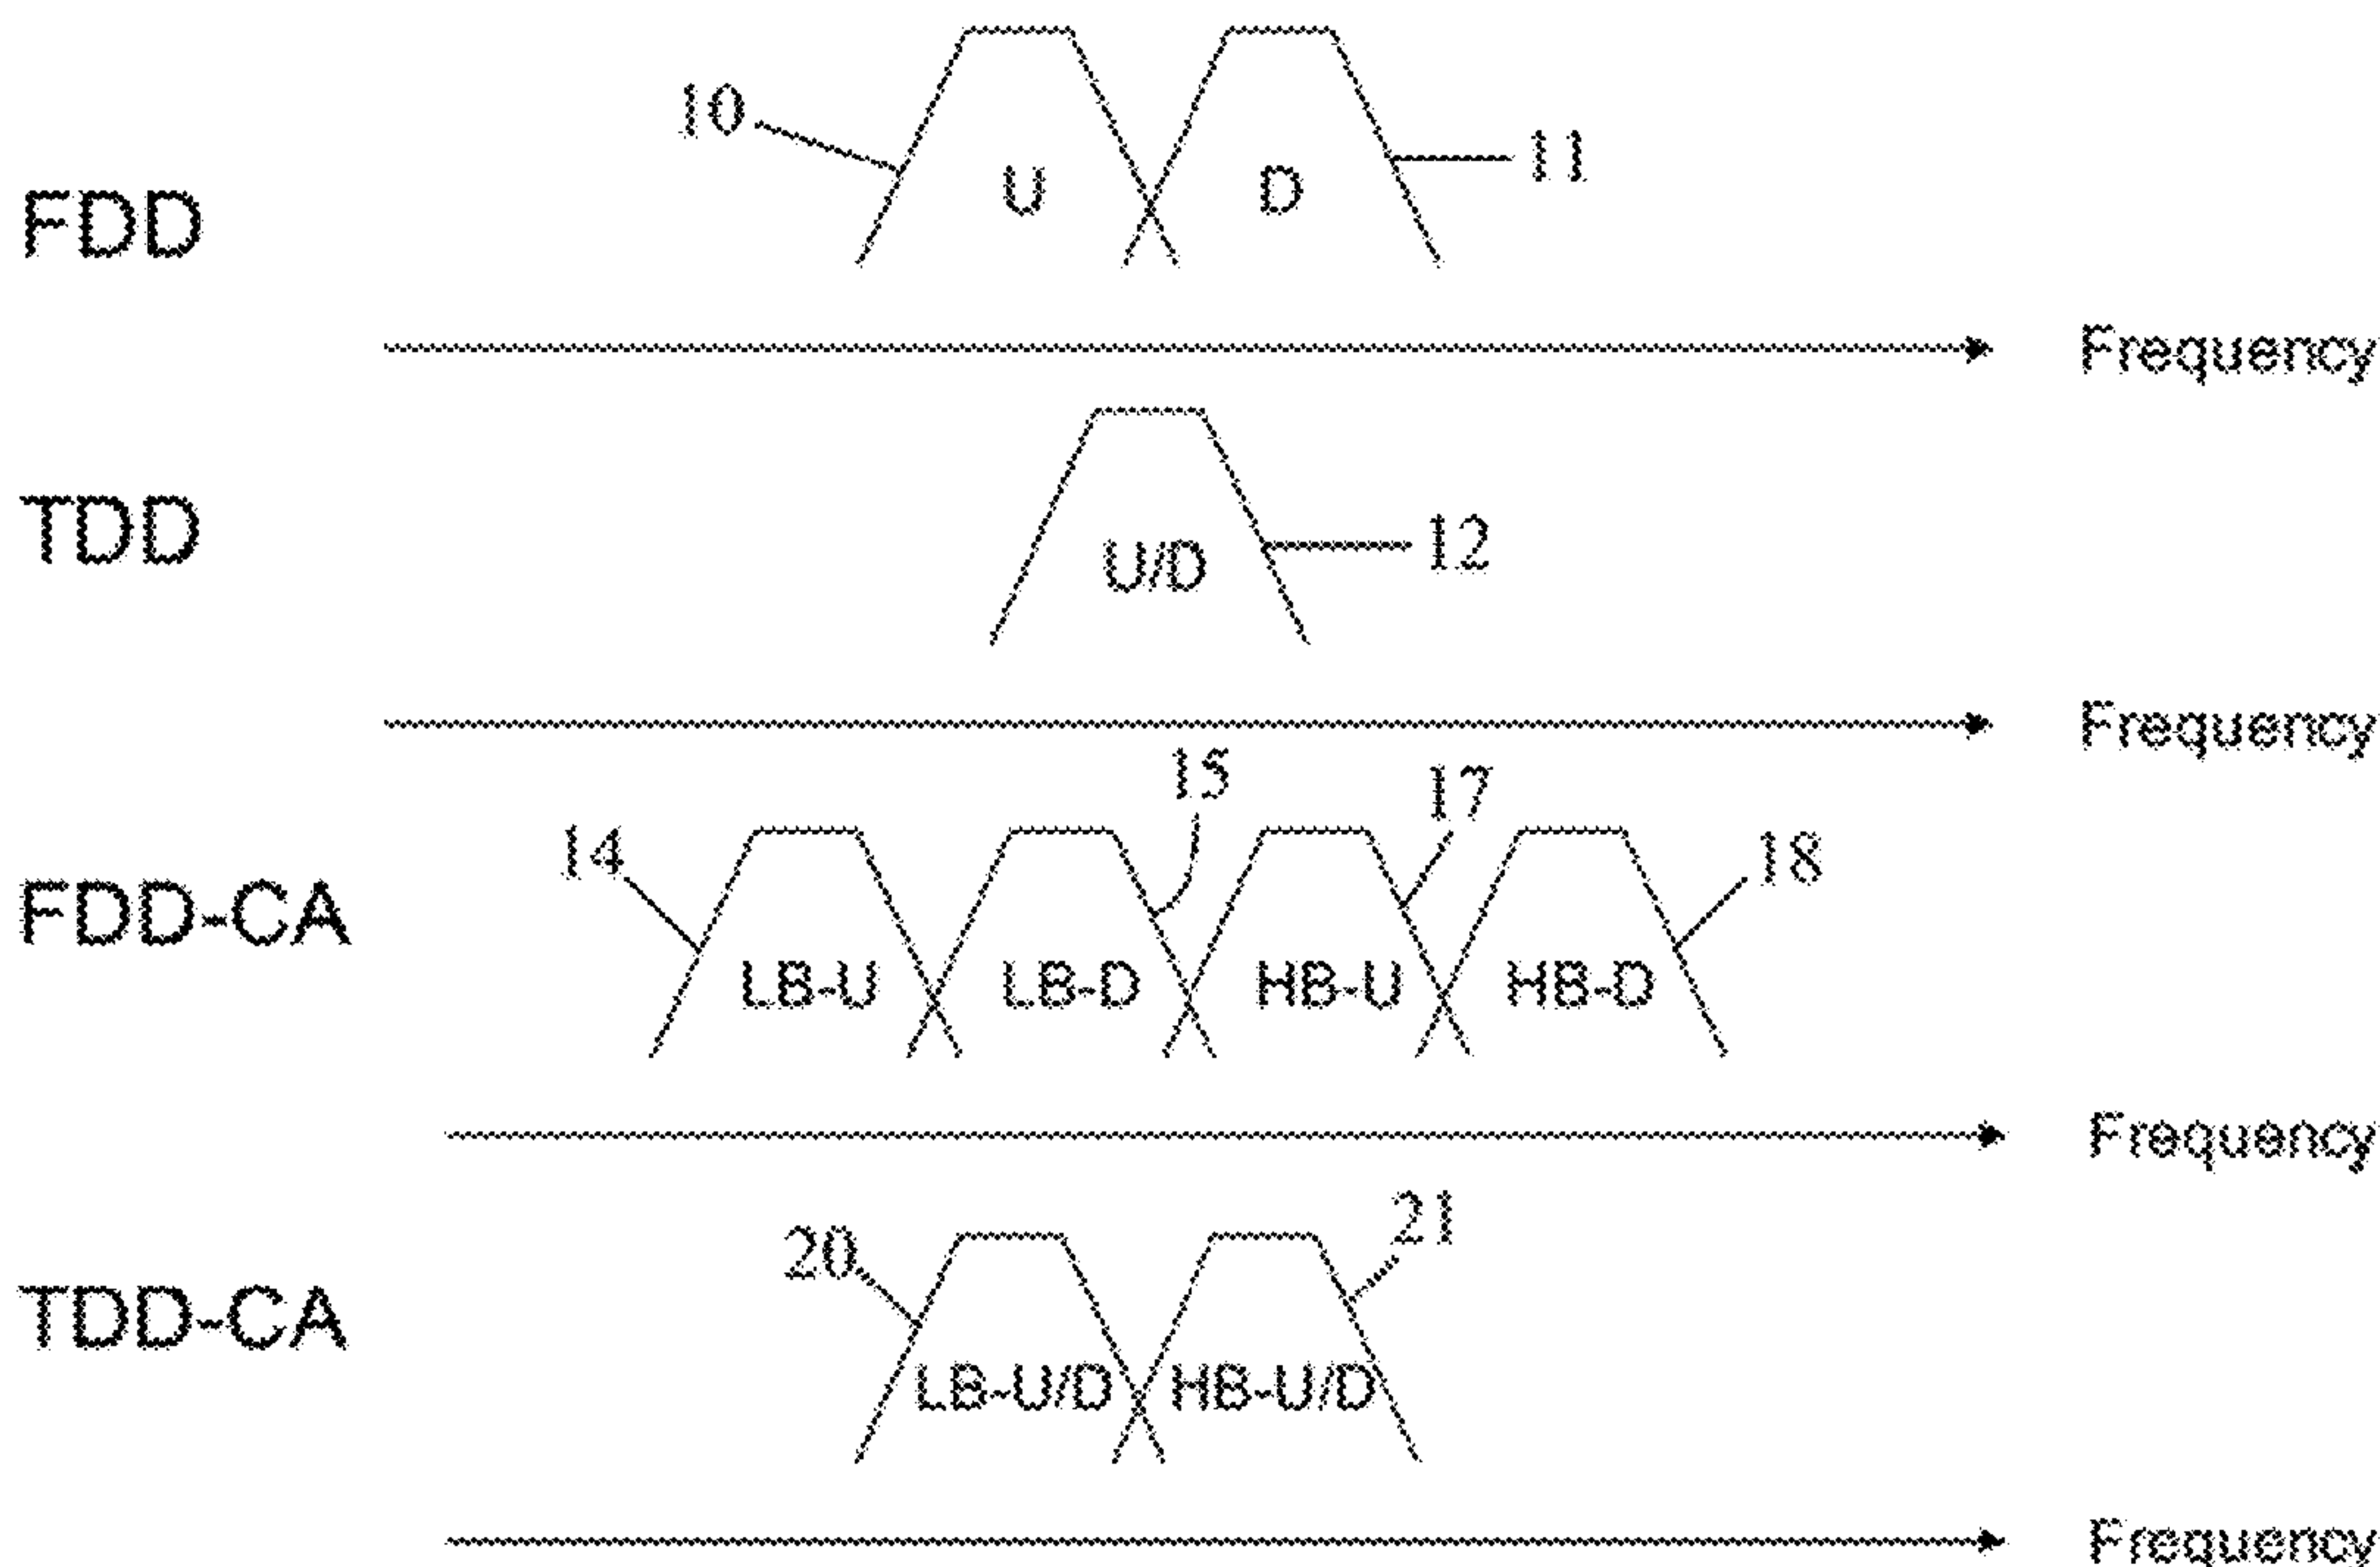 10
U
D
11
FDD
Frequency
TDD
U/D
12
Frequency
15
17
14
18
FDD-CA
LB-U
LB-D
HB-U
HB-D
Frequency
20
21
TDD-CA
LB-U/D
HB-U/D
Frequency